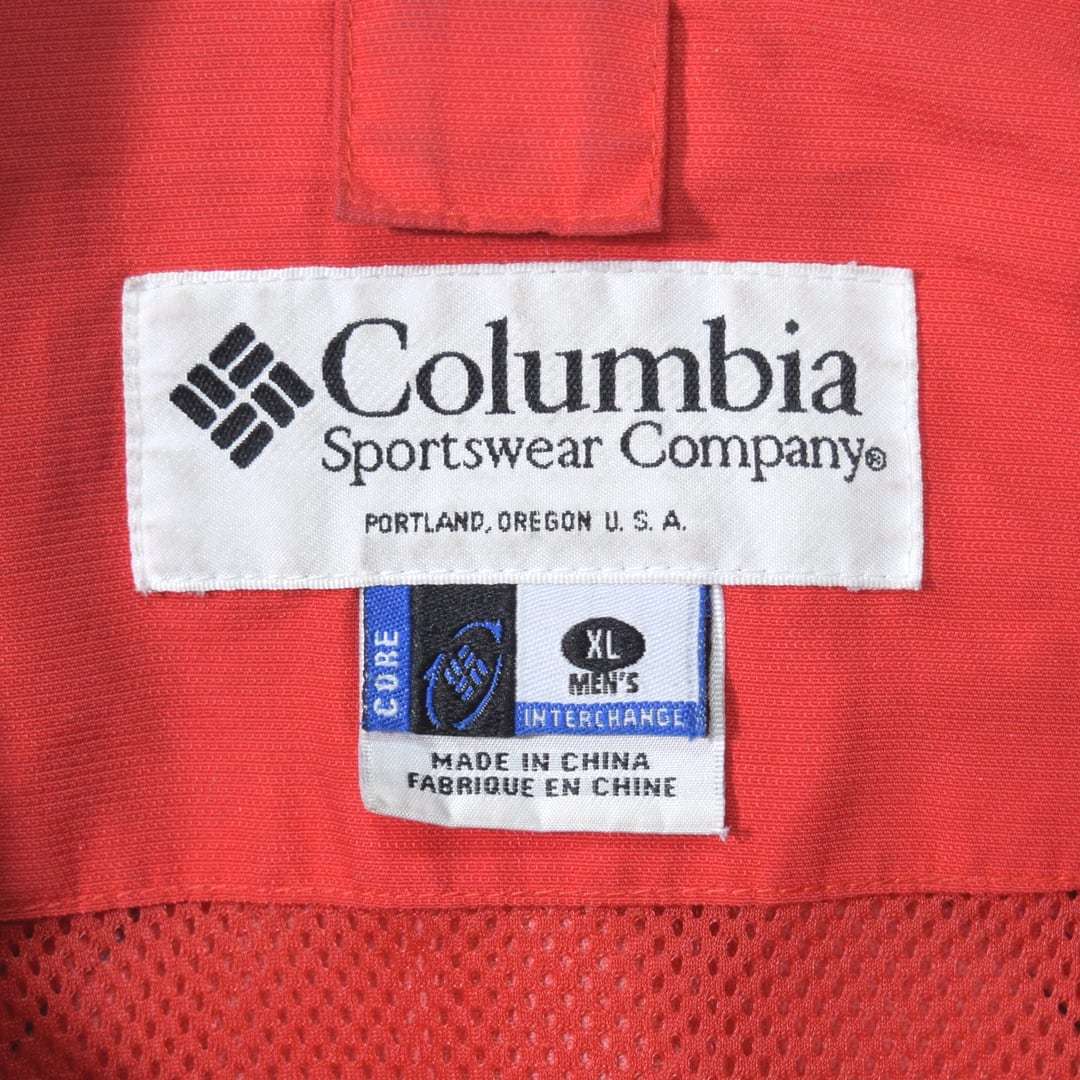 Columbia
Sportswear Company®
PORTLAND, OREGON U. S. A.
CORE
XL
MEN'S
INTERCHANGE
MADE IN CHINA
FABRIQUE EN CHINE